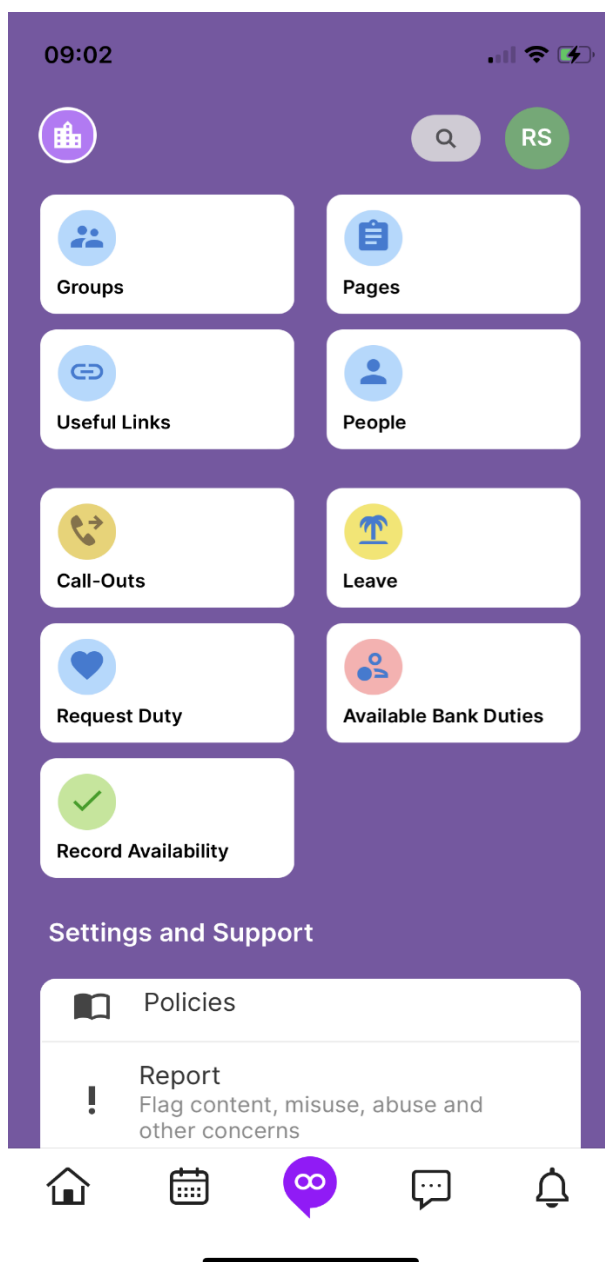 09:02
RS
Groups
Pages
Useful Links
People
Call-Outs
Leave
Request Duty
Available Bank Duties
Record Availability
Settings and Support
Policies
Report
Flag content, misuse, abuse and
other concerns